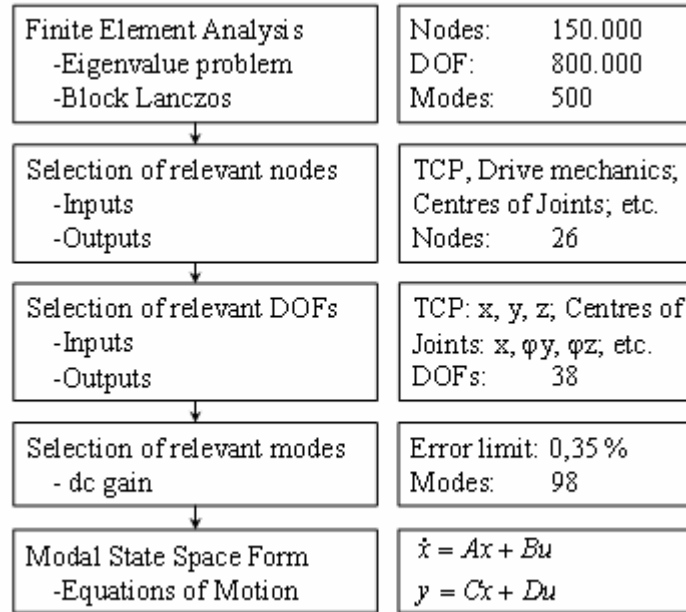 Finite Element Analysis
-Eigenvalue problem
-Block Lanczos
Nodes: 150.000
DOF: 800.000
Modes: 500
Selection of relevant nodes
-Inputs
-Outputs
TCP, Drive mechanics;
Centres of Joints; etc.
Nodes: 26
Selection of relevant DOFs
-Inputs
-Outputs
TCP: x, y, z; Centres of
Joints: x, φy, φz; etc.
DOFs: 38
Selection of relevant modes
- dc gain
Error limit: 0,35 %
Modes: 98
Modal State Space Form
-Equations of Motion
ẋ = Ax + Bu
y = Cx + Du